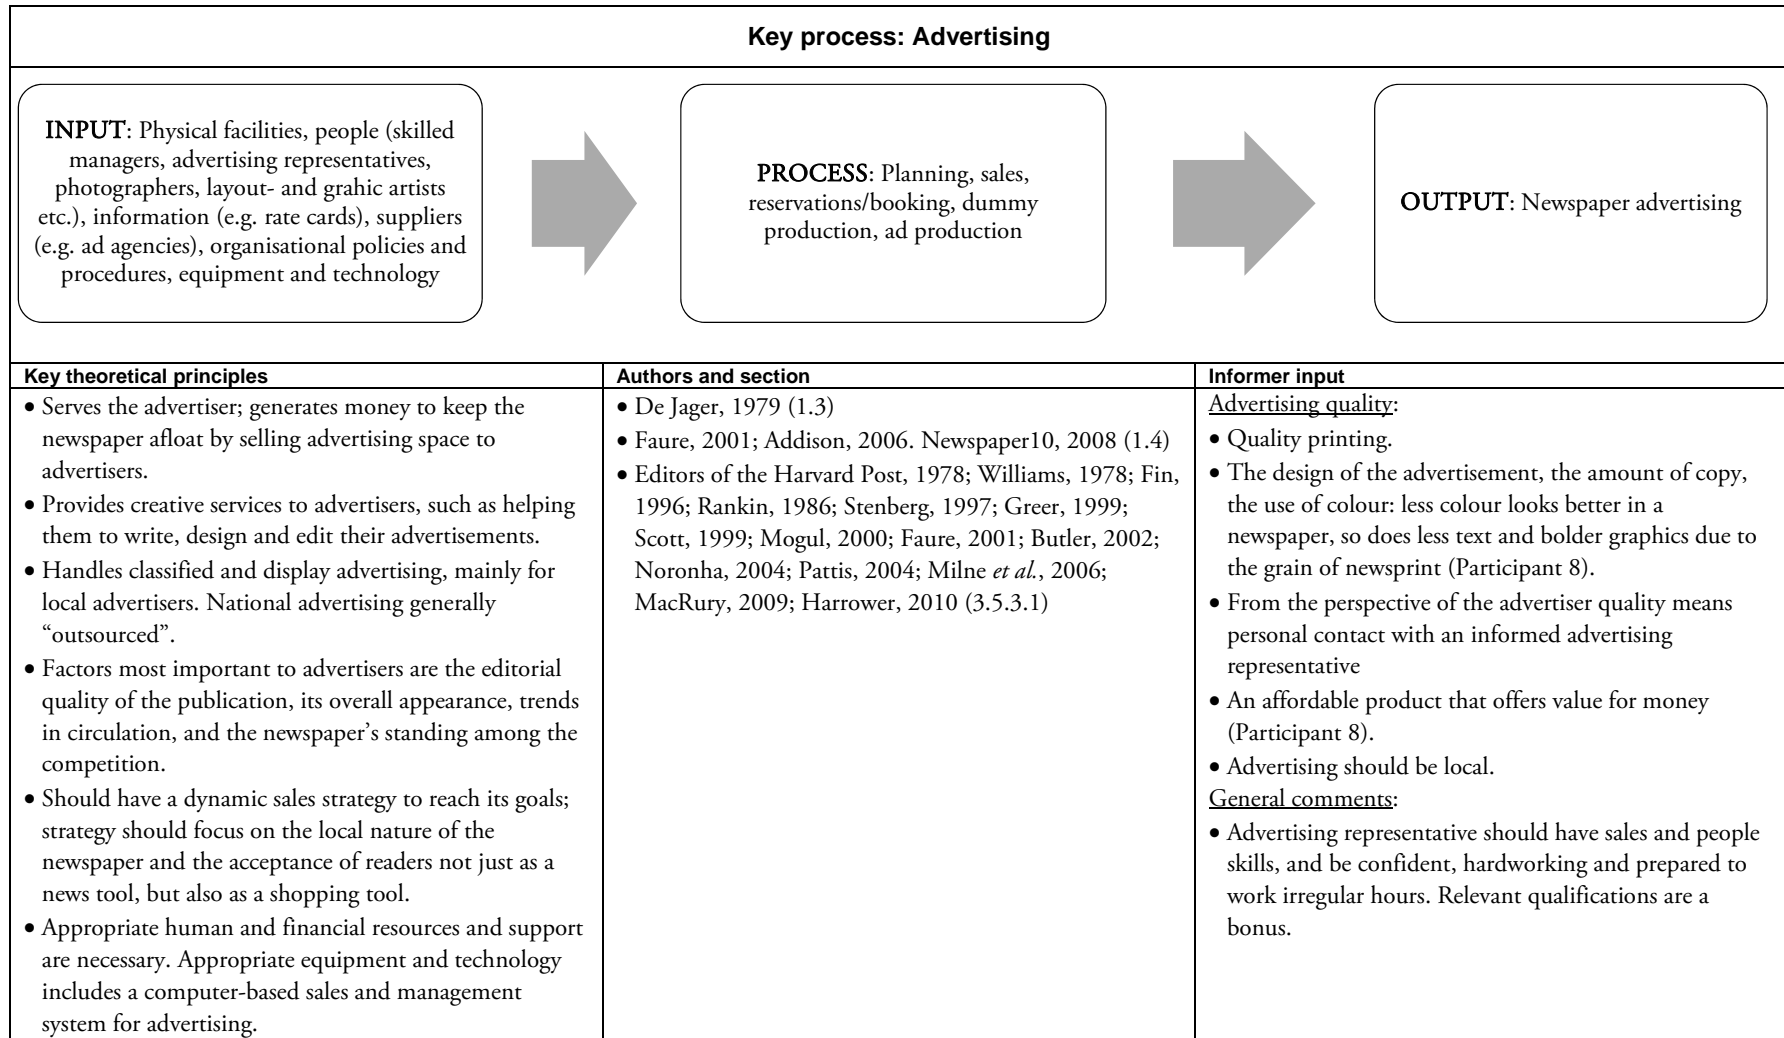 Key process: Advertising
INPUT: Physical facilities, people (skilled
managers, advertising representatives,
photographers, layout- and grahic artists
etc.), information (e.g. rate cards), suppliers
(e.g. ad agencies), organisational policies and
procedures, equipment and technology
PROCESS: Planning, sales,
reservations/booking, dummy
production, ad production
OUTPUT: Newspaper advertising
Key theoretical principles
• Serves the advertiser; generates money to keep the
newspaper afloat by selling advertising space to
advertisers.
• Provides creative services to advertisers, such as helping
them to write, design and edit their advertisements.
• Handles classified and display advertising, mainly for
local advertisers. National advertising generally
“outsourced”.
• Factors most important to advertisers are the editorial
quality of the publication, its overall appearance, trends
in circulation, and the newspaper’s standing among the
competition.
• Should have a dynamic sales strategy to reach its goals;
strategy should focus on the local nature of the
newspaper and the acceptance of readers not just as a
news tool, but also as a shopping tool.
• Appropriate human and financial resources and support
are necessary. Appropriate equipment and technology
includes a computer-based sales and management
system for advertising.
Authors and section
• De Jager, 1979 (1.3)
• Faure, 2001; Addison, 2006. Newspaper10, 2008 (1.4)
• Editors of the Harvard Post, 1978; Williams, 1978; Fin,
1996; Rankin, 1986; Stenberg, 1997; Greer, 1999;
Scott, 1999; Mogul, 2000; Faure, 2001; Butler, 2002;
Noronha, 2004; Pattis, 2004; Milne et al., 2006;
MacRury, 2009; Harrower, 2010 (3.5.3.1)
Informer input
Advertising quality:
• Quality printing.
• The design of the advertisement, the amount of copy,
the use of colour: less colour looks better in a
newspaper, so does less text and bolder graphics due to
the grain of newsprint (Participant 8).
• From the perspective of the advertiser quality means
personal contact with an informed advertising
representative
• An affordable product that offers value for money
(Participant 8).
• Advertising should be local.
General comments:
• Advertising representative should have sales and people
skills, and be confident, hardworking and prepared to
work irregular hours. Relevant qualifications are a
bonus.